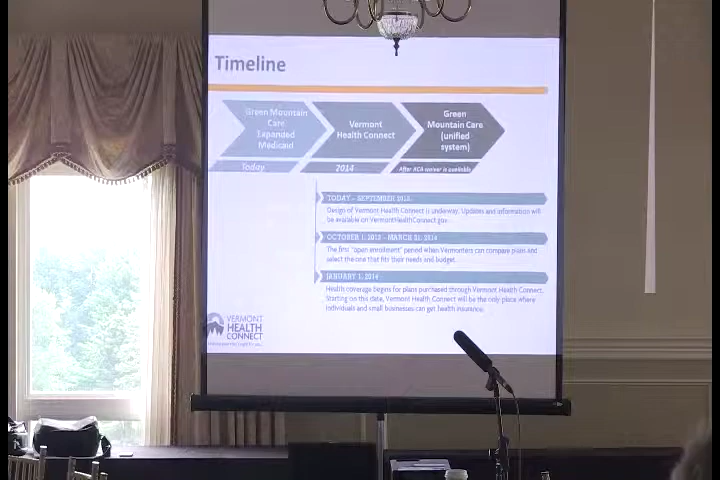 Timeline
Green Mountain
Care
Expanded
Medicaid
Vermont
Health Connect
Green
Mountain Care
(unified
system)
Today
2014
After ACA waiver is available
TODAY – SEPTEMBER 2013
Design of Vermont Health Connect is underway. Updates and information will
be available on VermontHealthConnect.gov
OCTOBER 1, 2013 – MARCH 31, 2014
The first "open enrollment" period when Vermonters can compare plans and
select the one that fits their needs and budget.
JANUARY 1, 2014
Health coverage begins for plans purchased through Vermont Health Connect.
Starting on this date, Vermont Health Connect will be the only place where
individuals and small businesses can get health insurance.
VERMONT
HEALTH
CONNECT